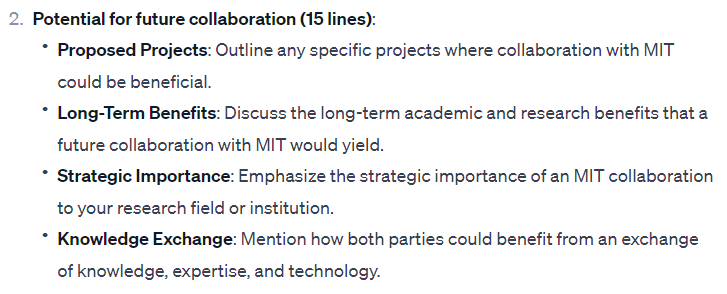 2. Potential for future collaboration (15 lines):
• Proposed Projects: Outline any specific projects where collaboration with MIT
could be beneficial.
• Long-Term Benefits: Discuss the long-term academic and research benefits that a
future collaboration with MIT would yield.
• Strategic Importance: Emphasize the strategic importance of an MIT collaboration
to your research field or institution.
• Knowledge Exchange: Mention how both parties could benefit from an exchange
of knowledge, expertise, and technology.